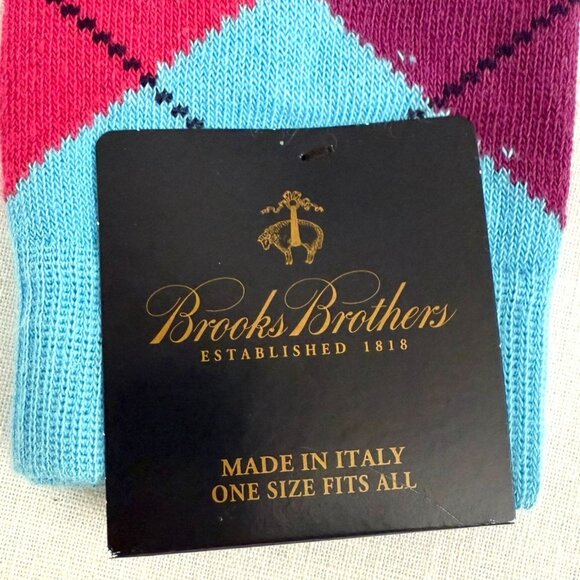 Brooks Brothers
ESTABLISHED 1818
MADE IN ITALY
ONE SIZE FITS ALL